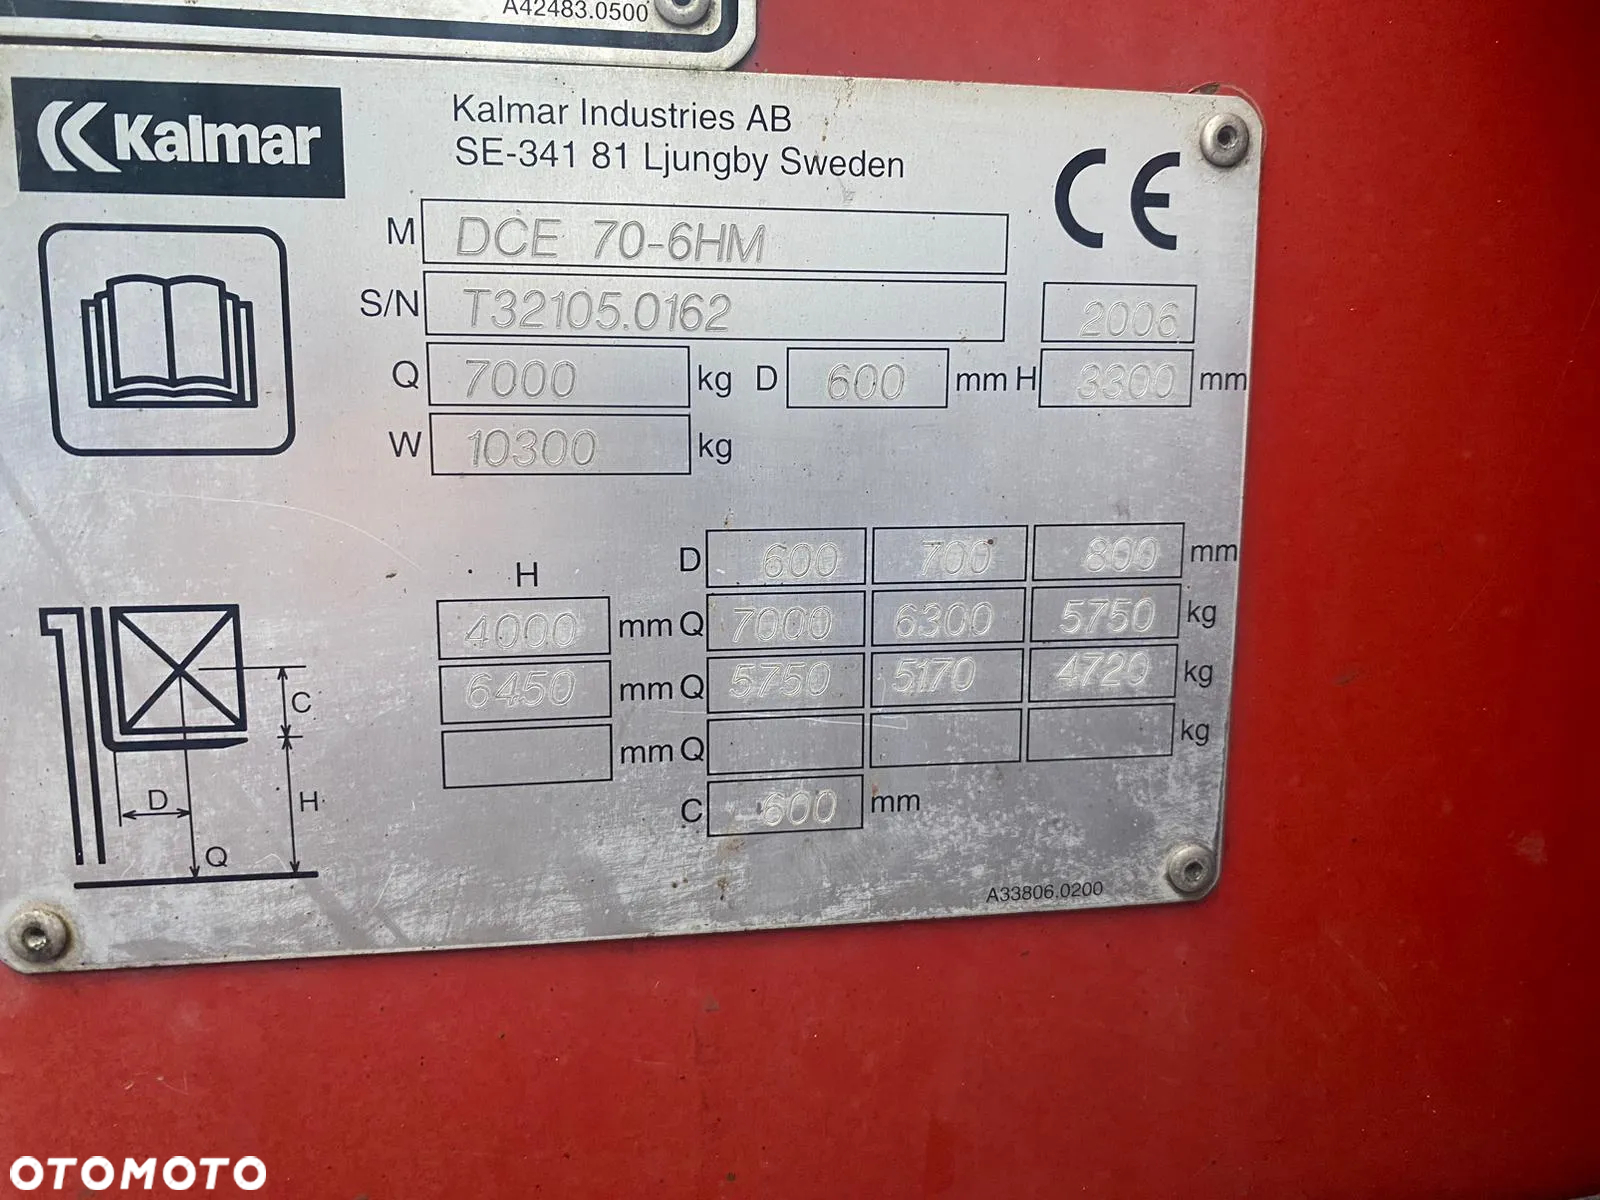 A42483.0500
Kalmar
Kalmar Industries AB
SE-341 81 Ljungby Sweden
CE
M DCE 70-6HM
S/N T32105.0162 2006
Q 7000 kg D 600 mm H 3300 mm
W 10300 kg
H D 600 700 800 mm
4000 mm Q 7000 6300 5750 kg
6450 mm Q 5750 5170 4720 kg
mm Q kg
C 600 mm
C
D H
Q
A33806.0200
OTOMOTO